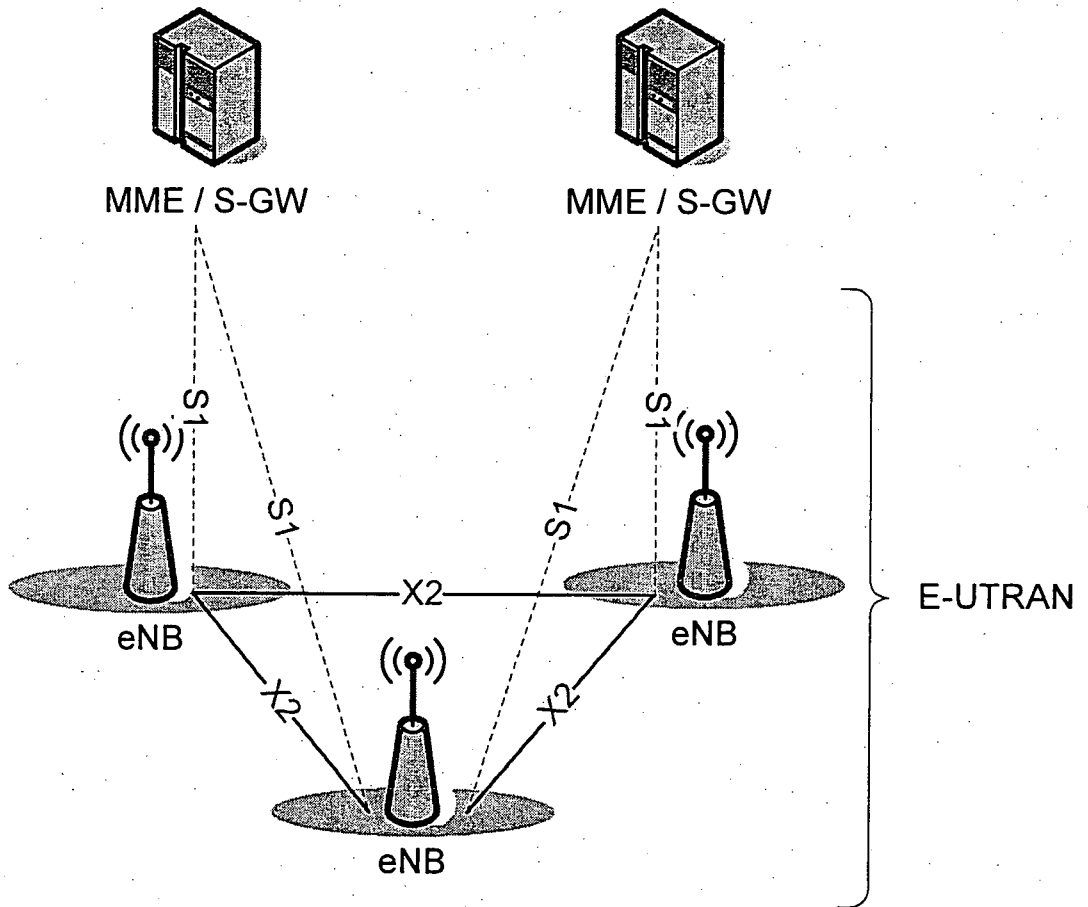 MME / S-GW
MME / S-GW
S1
S1
S1
S1
X2
E-UTRAN
eNB
eNB
X2
X2
eNB